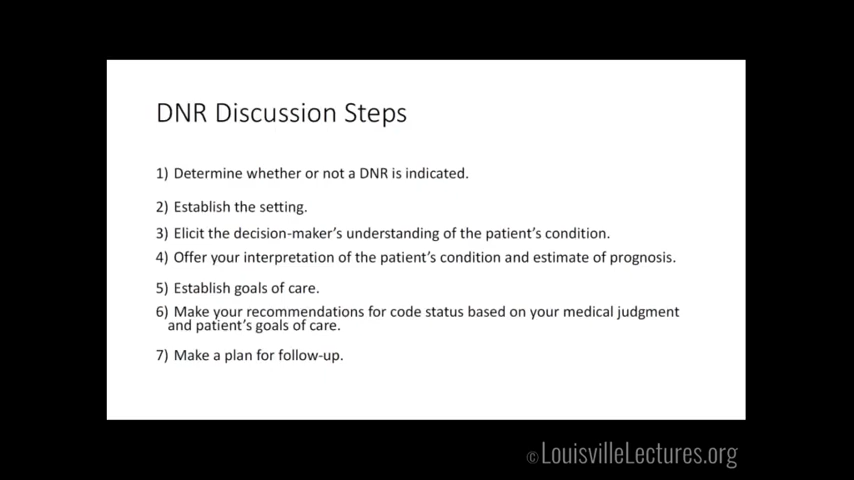 DNR Discussion Steps
1) Determine whether or not a DNR is indicated.
2) Establish the setting.
3) Elicit the decision-maker's understanding of the patient's condition.
4) Offer your interpretation of the patient's condition and estimate of prognosis.
5) Establish goals of care.
6) Make your recommendations for code status based on your medical judgment
and patient's goals of care.
7) Make a plan for follow-up.
©LouisvilleLectures.org